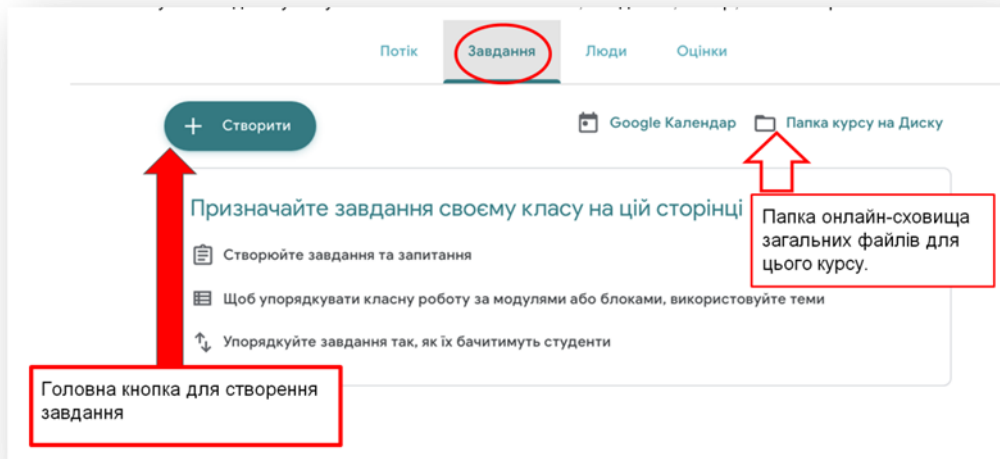 Потік Завдання Люди Оцінки
Створити
Google Календар Папка курсу на Диску
Призначайте завдання своєму класу на цій сторінці
Створюйте завдання та запитання
Щоб упорядкувати класну роботу за модулями або блоками, використовуйте теми
Упорядкуйте завдання так, як їх бачитимуть студенти
Папка онлайн-сховища
загальних файлів для
цього курсу.
Головна кнопка для створення
завдання